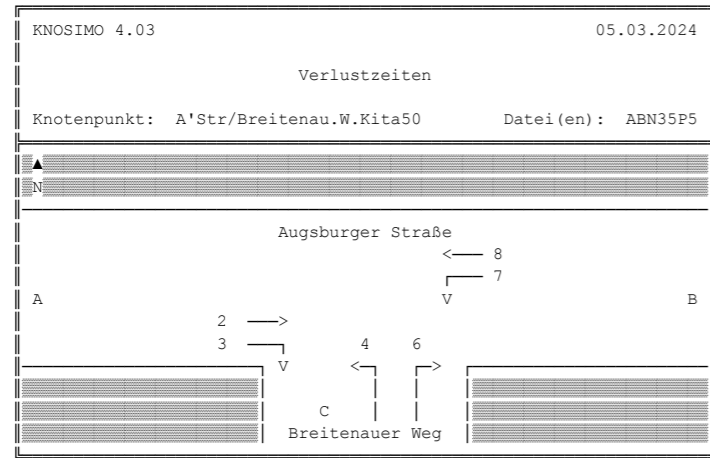 KNOSIMO 4.03 05.03.2024
Verlustzeiten
Knotenpunkt: A'Str/Breitenau.W.Kita50 Datei(en): ABN35P5
▲
N
Augsburger Straße
<── 8
┌── 7
A V B
2 ──>
3 ──┐ 4 6
V <─┐ ┌─>
C
Breitenauer Weg